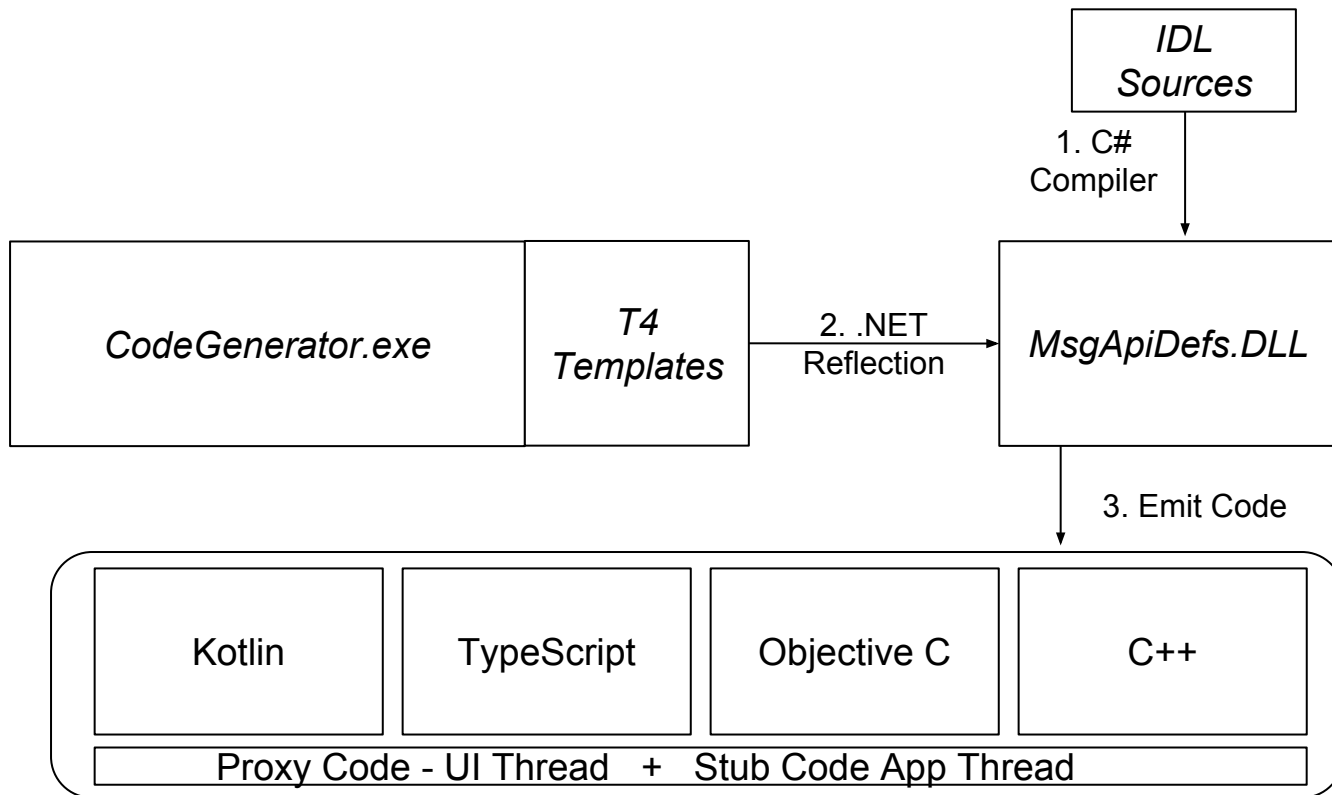 IDL
Sources
1. C#
Compiler
CodeGenerator.exe
T4
Templates
2. .NET
Reflection
MsgApiDefs.DLL
3. Emit Code
Kotlin
TypeScript
Objective C
C++
Proxy Code - UI Thread + Stub Code App Thread